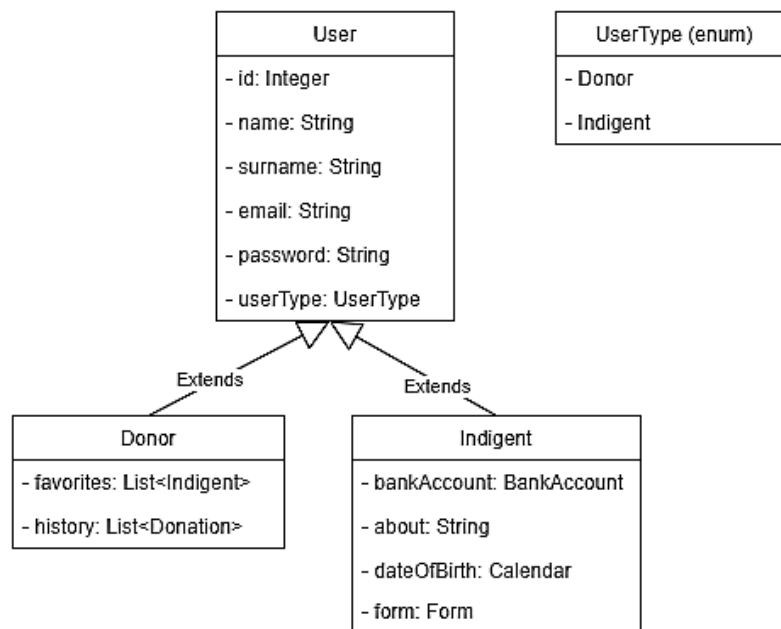 User
- id: Integer
- name: String
- surname: String
- email: String
- password: String
- userType: UserType
UserType (enum)
- Donor
- Indigent
Extends
Extends
Donor
- favorites: List<Indigent>
- history: List<Donation>
Indigent
- bankAccount: BankAccount
- about: String
- dateOfBirth: Calendar
- form: Form